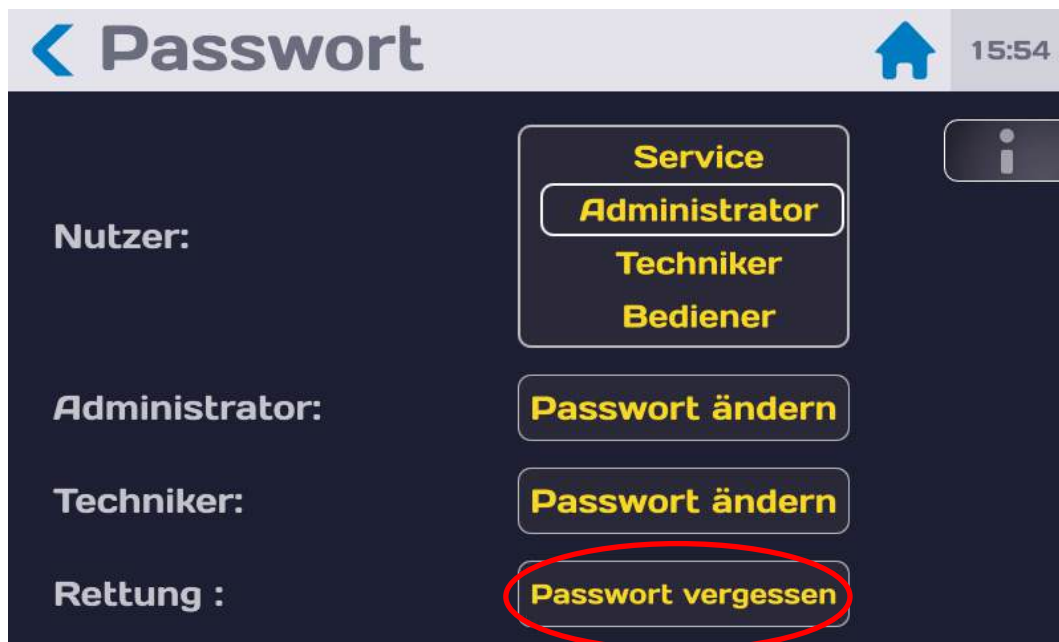 Passwort
15:54
Nutzer:
Service
Administrator
Techniker
Bediener
Administrator:
Passwort ändern
Techniker:
Passwort ändern
Rettung :
Passwort vergessen